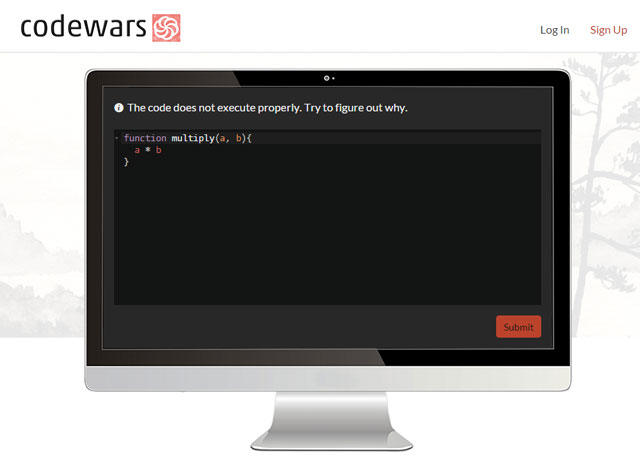 codewars
Log In
Sign Up
The code does not execute properly. Try to figure out why.
function multiply(a, b){
  a * b
}
Submit